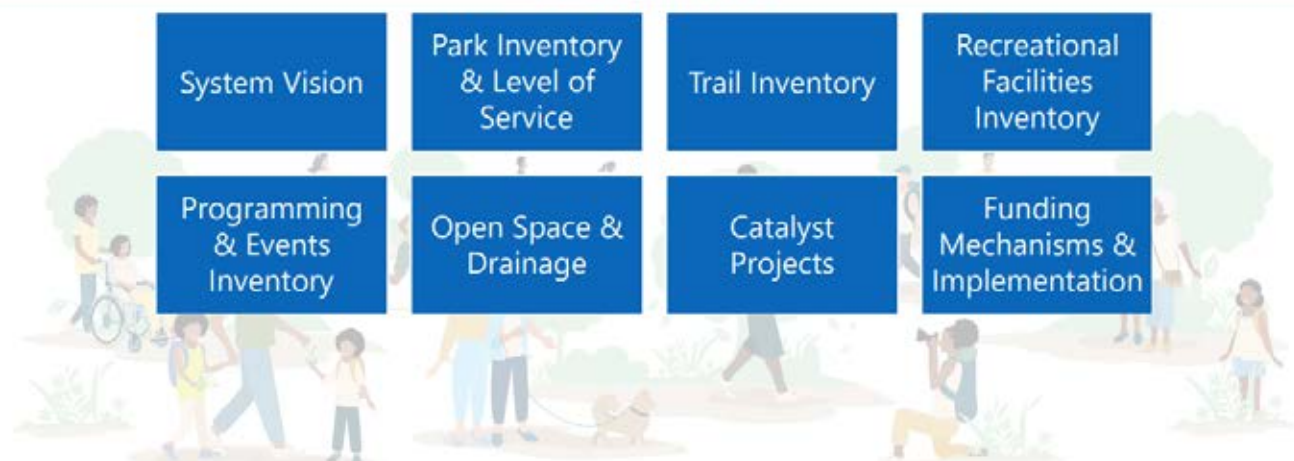 System Vision
Park Inventory
& Level of
Service
Trail Inventory
Recreational
Facilities
Inventory
Programming
& Events
Inventory
Open Space &
Drainage
Catalyst
Projects
Funding
Mechanisms &
Implementation